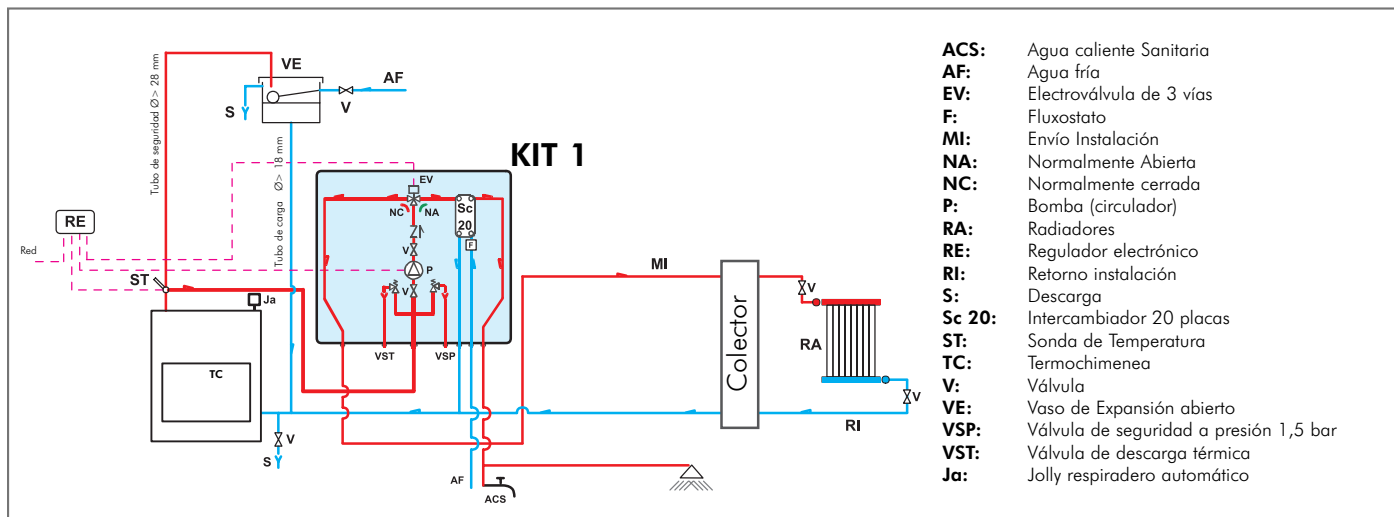 VE
AF
S
V
Tubo de seguridad Ø > 28 mm
Tubo de carga Ø > 18 mm
KIT 1
EV
NC
NA
Sc
20
RE
Red
V
F
P
ST
V
MI
Ja
V
RA
VST
VSP
Colector
TC
V
V
RI
S
AF
ACS
ACS: Agua caliente Sanitaria
AF: Agua fría
EV: Electroválvula de 3 vías
F: Fluxostato
MI: Envío Instalación
NA: Normalmente Abierta
NC: Normalmente cerrada
P: Bomba (circulador)
RA: Radiadores
RE: Regulador electrónico
RI: Retorno instalación
S: Descarga
Sc 20: Intercambiador 20 placas
ST: Sonda de Temperatura
TC: Termochimenea
V: Válvula
VE: Vaso de Expansión abierto
VSP: Válvula de seguridad a presión 1,5 bar
VST: Válvula de descarga térmica
Ja: Jolly respiradero automático